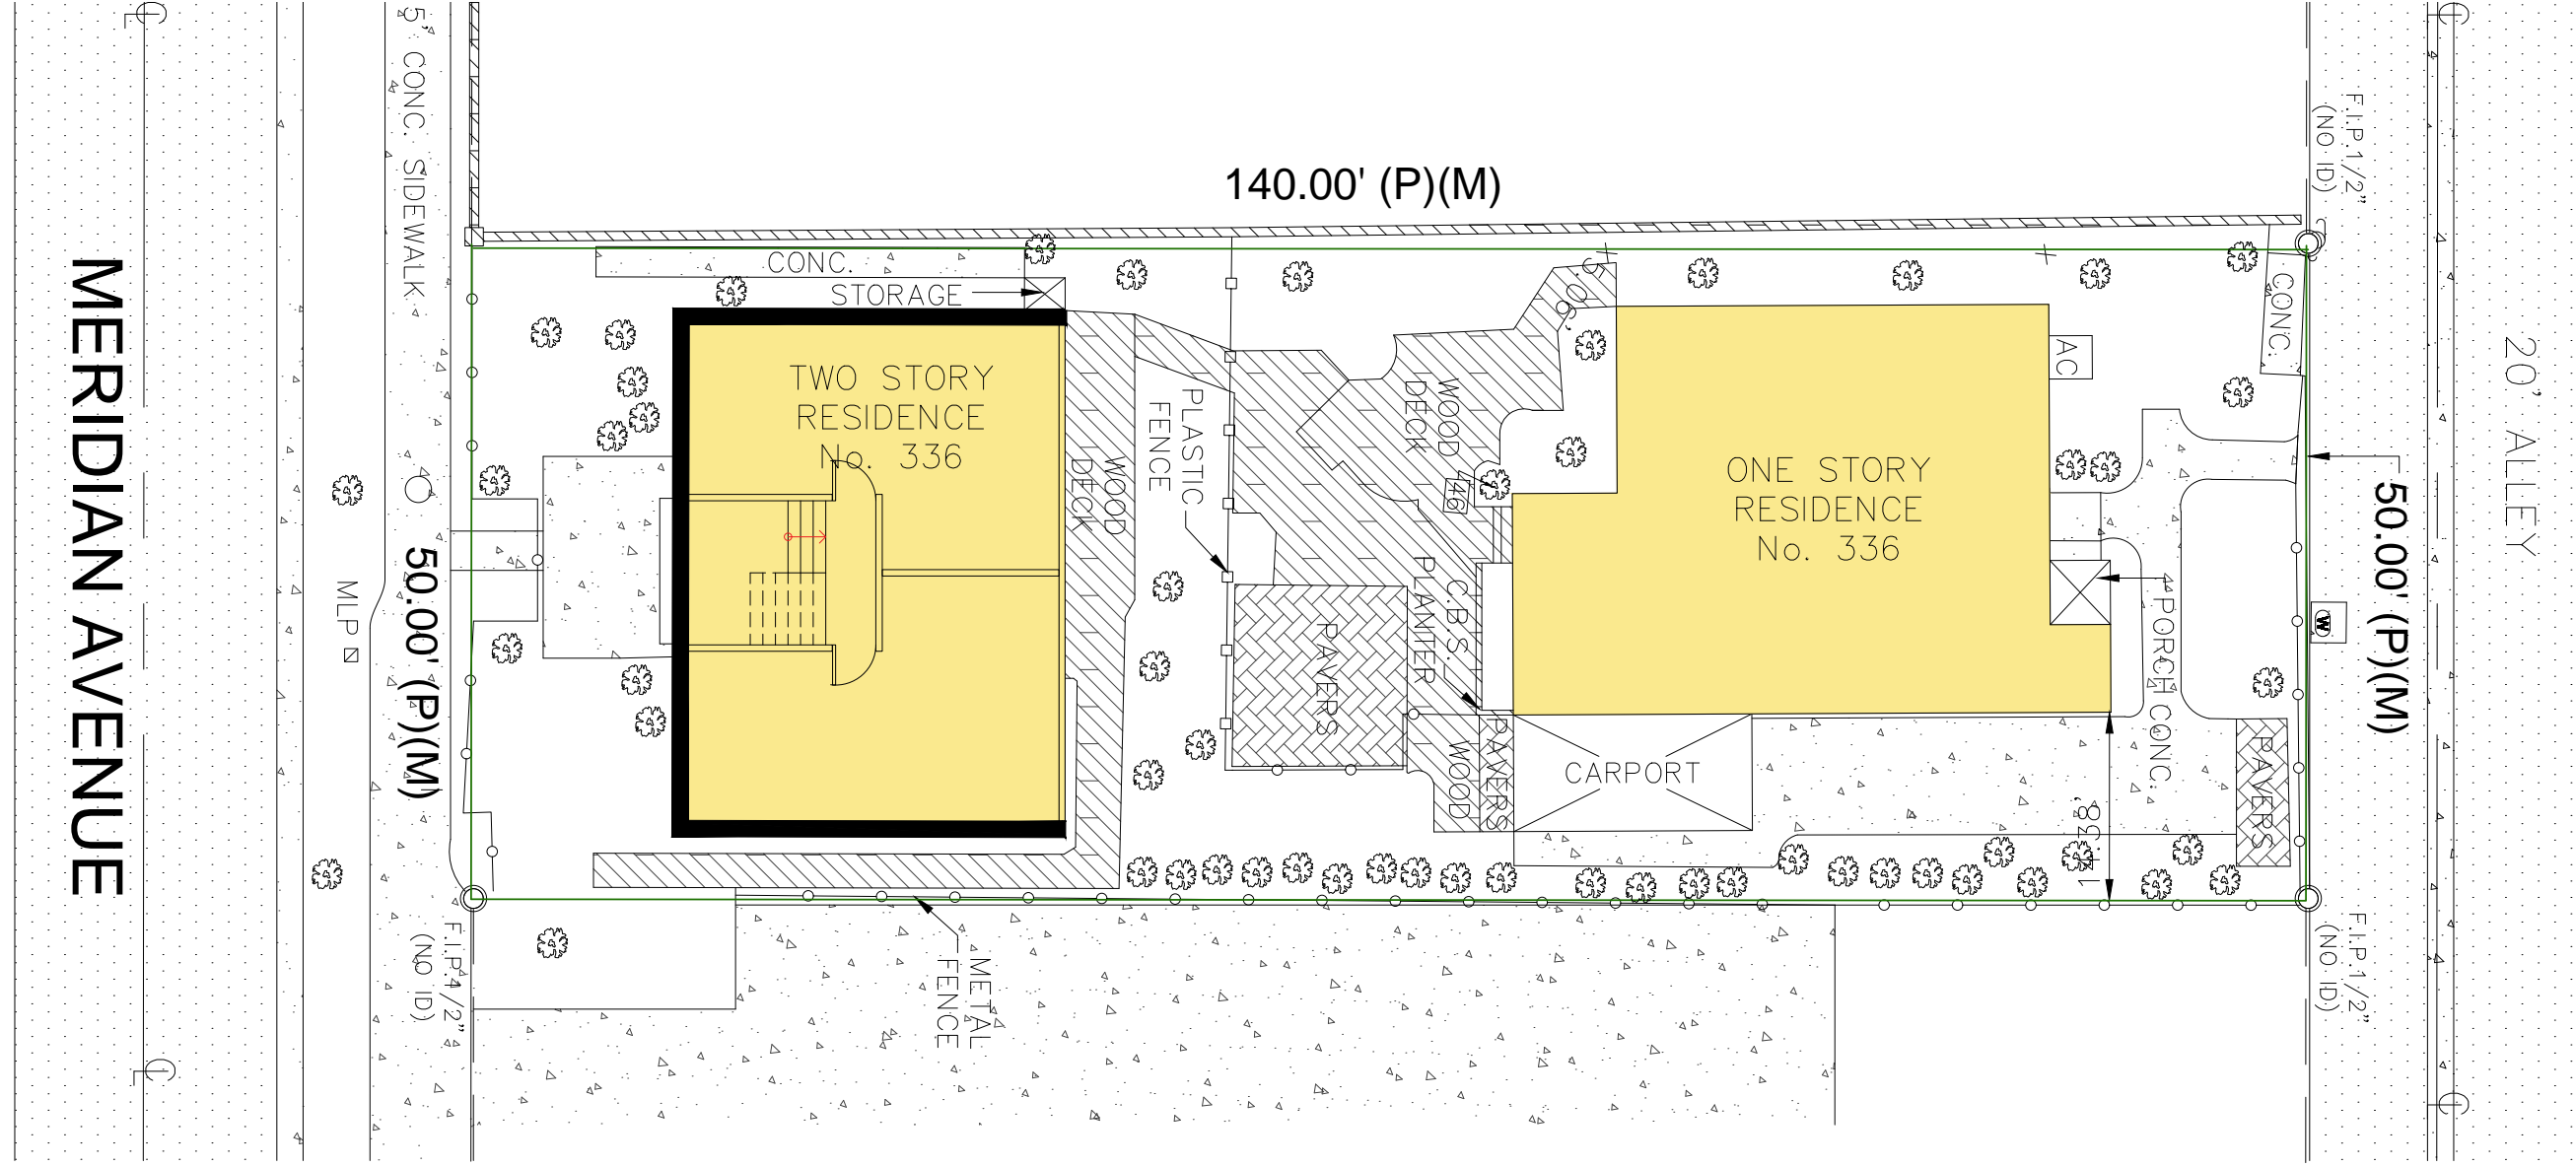 MERIDIAN AVENUE
5' CONC. SIDEWALK
MLP
50.00' (P)(M)
F.I.P.1/2"
(NO ID)
140.00' (P)(M)
CONC.
STORAGE
TWO STORY
RESIDENCE
No. 336
WOOD
DECK
PLASTIC
FENCE
METAL
FENCE
WOOD
DECK
PAVERS
C.B.S.
PLANTER
WOOD
PAVERS
CARPORT
ONE STORY
RESIDENCE
No. 336
AC
PORCH CONC.
14.38'
CONC.
PAVERS
F.I.P.1/2"
(NO ID)
50.00' (P)(M)
W
F.I.P.1/2"
(NO ID)
20' ALLEY